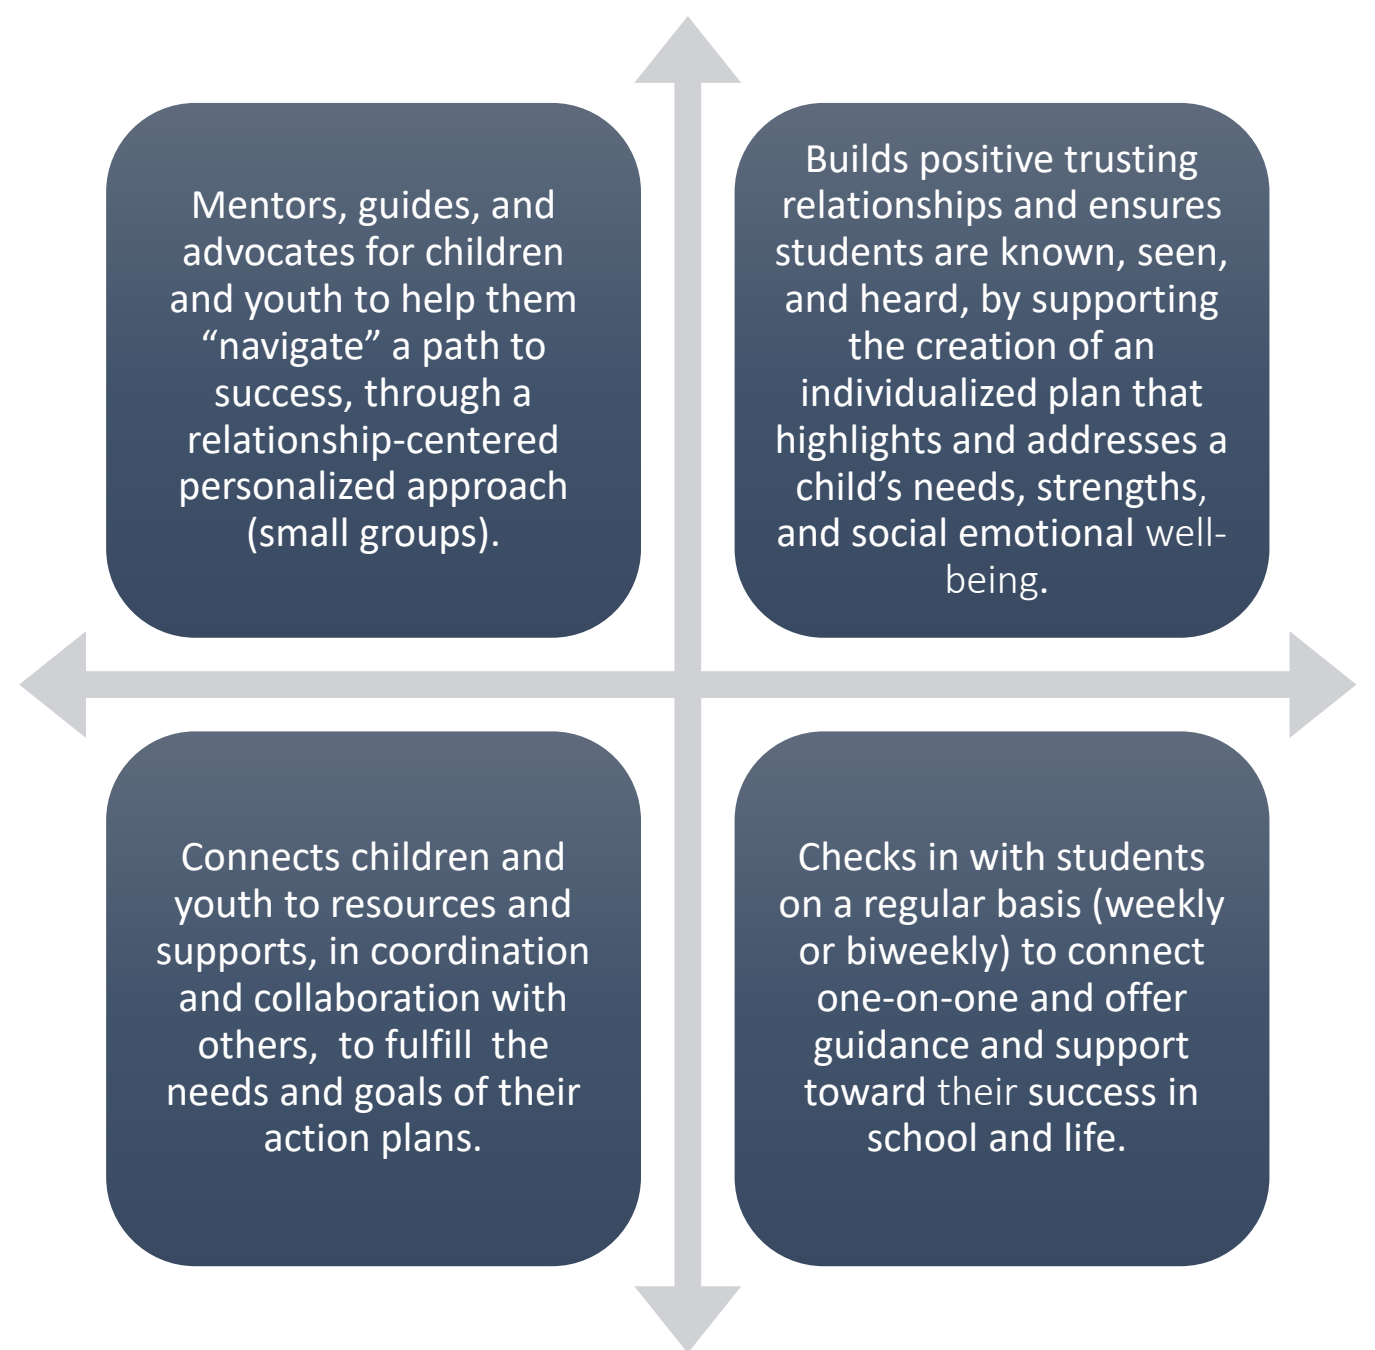 Mentors, guides, and
advocates for children
and youth to help them
“navigate” a path to
success, through a
relationship-centered
personalized approach
(small groups).
Builds positive trusting
relationships and ensures
students are known, seen,
and heard, by supporting
the creation of an
individualized plan that
highlights and addresses a
child’s needs, strengths,
and social emotional well-
being.
Connects children and
youth to resources and
supports, in coordination
and collaboration with
others,  to fulfill  the
needs and goals of their
action plans.
Checks in with students
on a regular basis (weekly
or biweekly) to connect
one-on-one and offer
guidance and support
toward their success in
school and life.